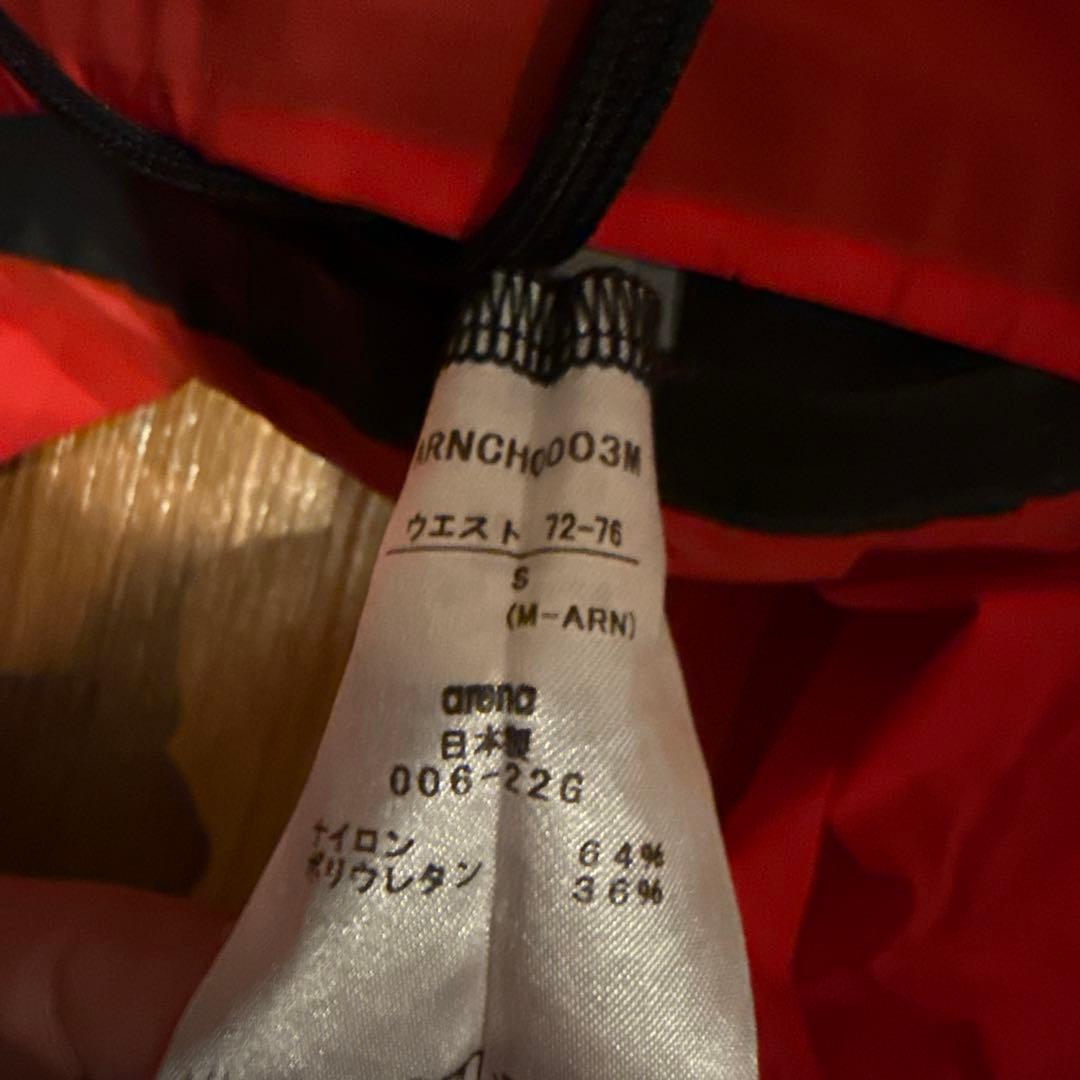 ARNCH0003M
ウエスト 72-76
S
(M-ARN)
arena
日本製
006-22G
ナイロン 64%
ポリウレタン 36%